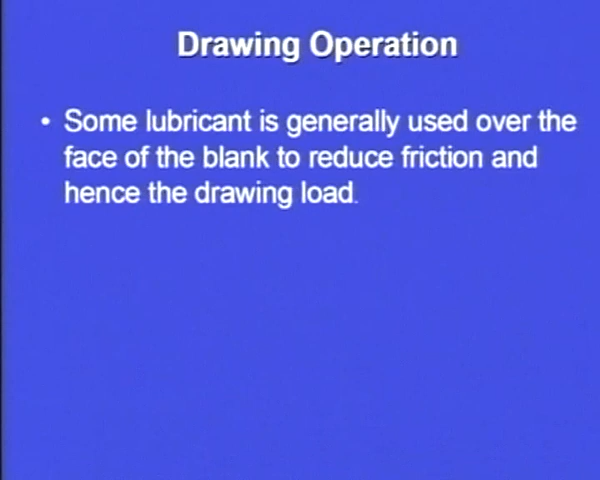 Drawing Operation
• Some lubricant is generally used over the
face of the blank to reduce friction and
hence the drawing load.